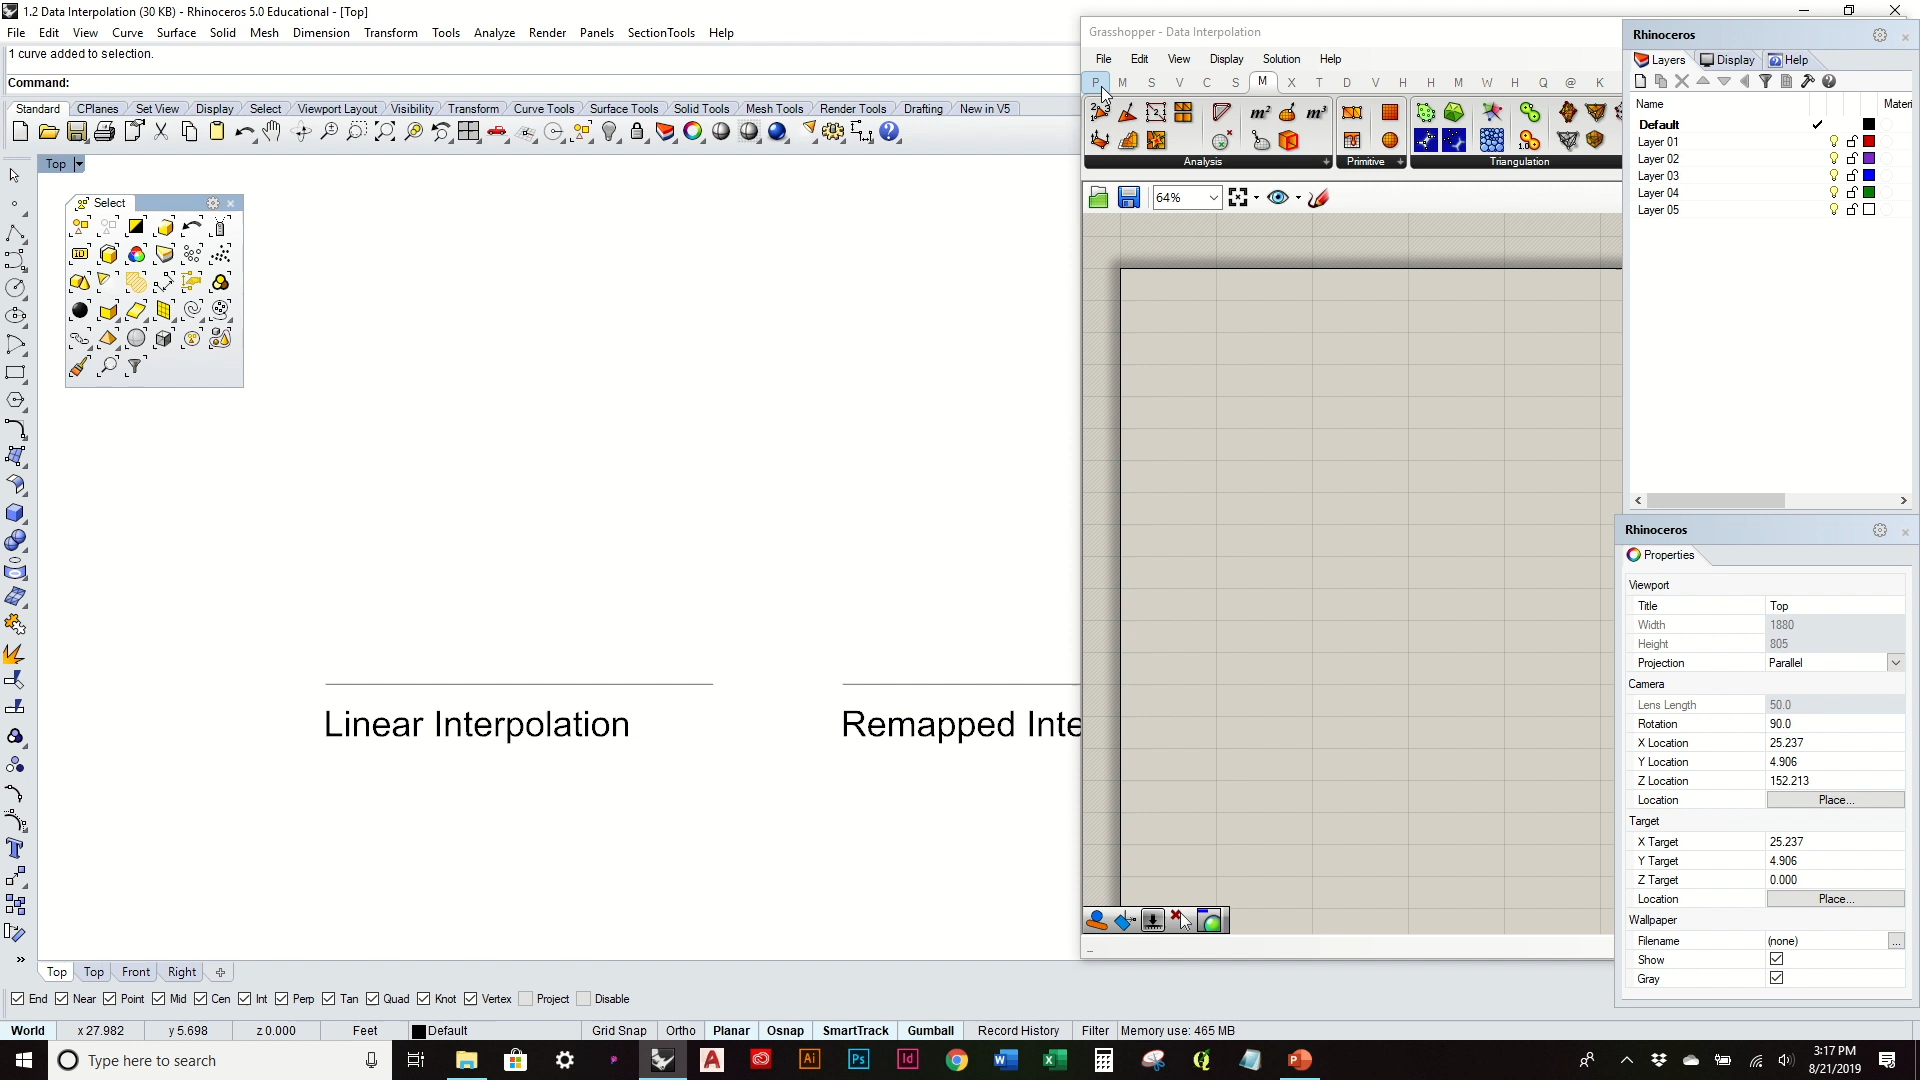 1.2 Data Interpolation (30 KB) - Rhinoceros 5.0 Educational - [Top]
File Edit View Curve Surface Solid Mesh Dimension Transform Tools Analyze Render Panels SectionTools Help
1 curve added to selection.
Command:
Standard CPlanes Set View Display Select Viewport Layout Visibility Transform Curve Tools Surface Tools Solid Tools Mesh Tools Render Tools Drafting New in V5
Top
Select
Linear Interpolation
Remapped Inte
Grasshopper - Data Interpolation
File Edit View Display Solution Help
P M S V C S M X T D V H H M W H Q @ K
Analysis Primitive Triangulation
64%
Rhinoceros
Layers Display Help
Name Materi
Default
Layer 01
Layer 02
Layer 03
Layer 04
Layer 05
Rhinoceros
Properties
Viewport
Title Top
Width 1880
Height 805
Projection Parallel
Camera
Lens Length 50.0
Rotation 90.0
X Location 25.237
Y Location 4.906
Z Location 152.213
Location Place...
Target
X Target 25.237
Y Target 4.906
Z Target 0.000
Location Place...
Wallpaper
Filename (none) ...
Show
Gray
Top Top Front Right
End Near Point Mid Cen Int Perp Tan Quad Knot Vertex Project Disable
World x 27.982 y 5.698 z 0.000 Feet Default Grid Snap Ortho Planar Osnap SmartTrack Gumball Record History Filter Memory use: 465 MB
Type here to search
3:17 PM
8/21/2019